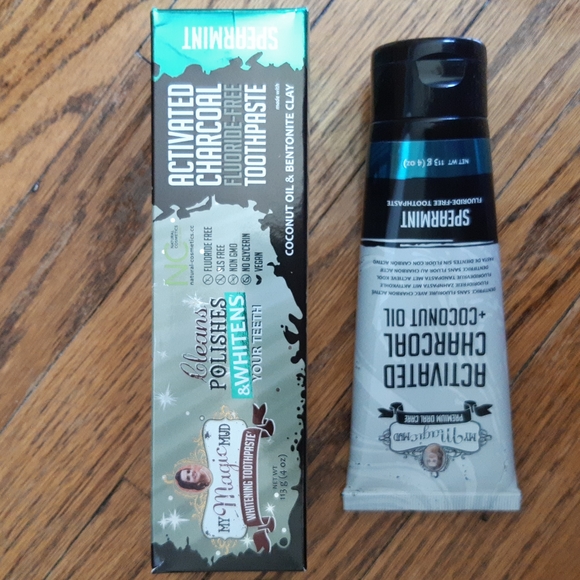 SPEARMINT
ACTIVATED
CHARCOAL
FLUORIDE-FREE
TOOTHPASTE
made with
COCONUT OIL & BENTONITE CLAY
NATURAL
COSMETICS
natural-cosmetics.cc
FLUORIDE FREE
SLS FREE
NON GMO
NO GLYCERIN
VEGAN
Cleans
POLISHES
& WHITENS
YOUR TEETH
MY Magic MUD
WHITENING TOOTHPASTE
NET WT
113 g (4 oz)
MY Magic MUD
PREMIUM ORAL CARE
ACTIVATED
CHARCOAL
+COCONUT OIL
SPEARMINT
FLUORIDE-FREE TOOTHPASTE
NET WT 113 g (4 oz)